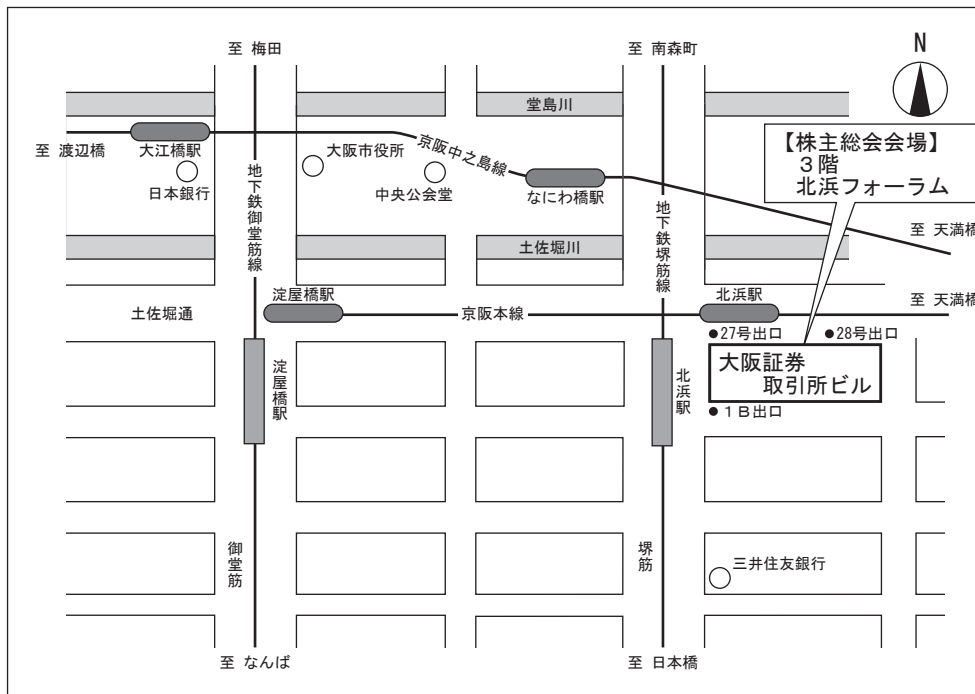 至 梅田
至 南森町
N
堂島川
【株主総会会場】
3階
北浜フォーラム
至 渡辺橋
大江橋駅
日本銀行
地下鉄御堂筋線
大阪市役所
中央公会堂
京阪中之島線
なにわ橋駅
地下鉄堺筋線
至 天満橋
土佐堀川
土佐堀通
淀屋橋駅
京阪本線
北浜駅
至 天満橋
●27号出口
●28号出口
淀屋橋駅
北浜駅
大阪証券
取引所ビル
●1B出口
御堂筋
堺筋
三井住友銀行
至 なんば
至 日本橋